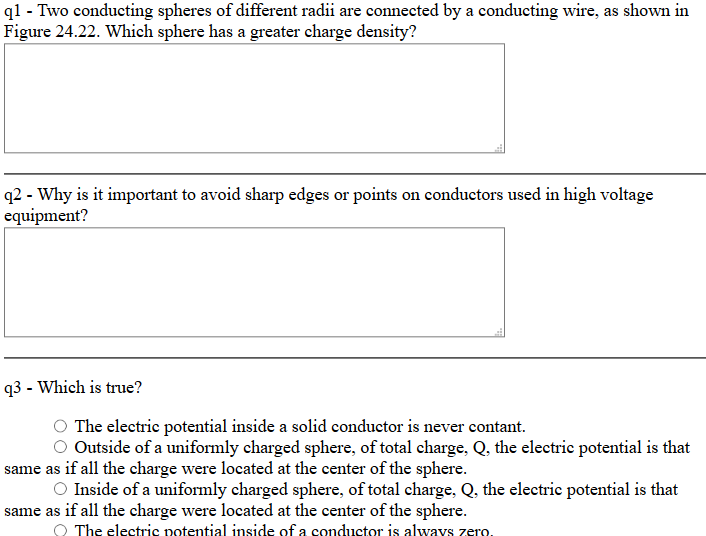 q1 - Two conducting spheres of different radii are connected by a conducting wire, as shown in
Figure 24.22. Which sphere has a greater charge density?
q2 - Why is it important to avoid sharp edges or points on conductors used in high voltage
equipment?
q3 - Which is true?
The electric potential inside a solid conductor is never contant.
Outside of a uniformly charged sphere, of total charge, Q, the electric potential is that
same as if all the charge were located at the center of the sphere.
Inside of a uniformly charged sphere, of total charge, Q, the electric potential is that
same as if all the charge were located at the center of the sphere.
The electric potential inside of a conductor is always zero.